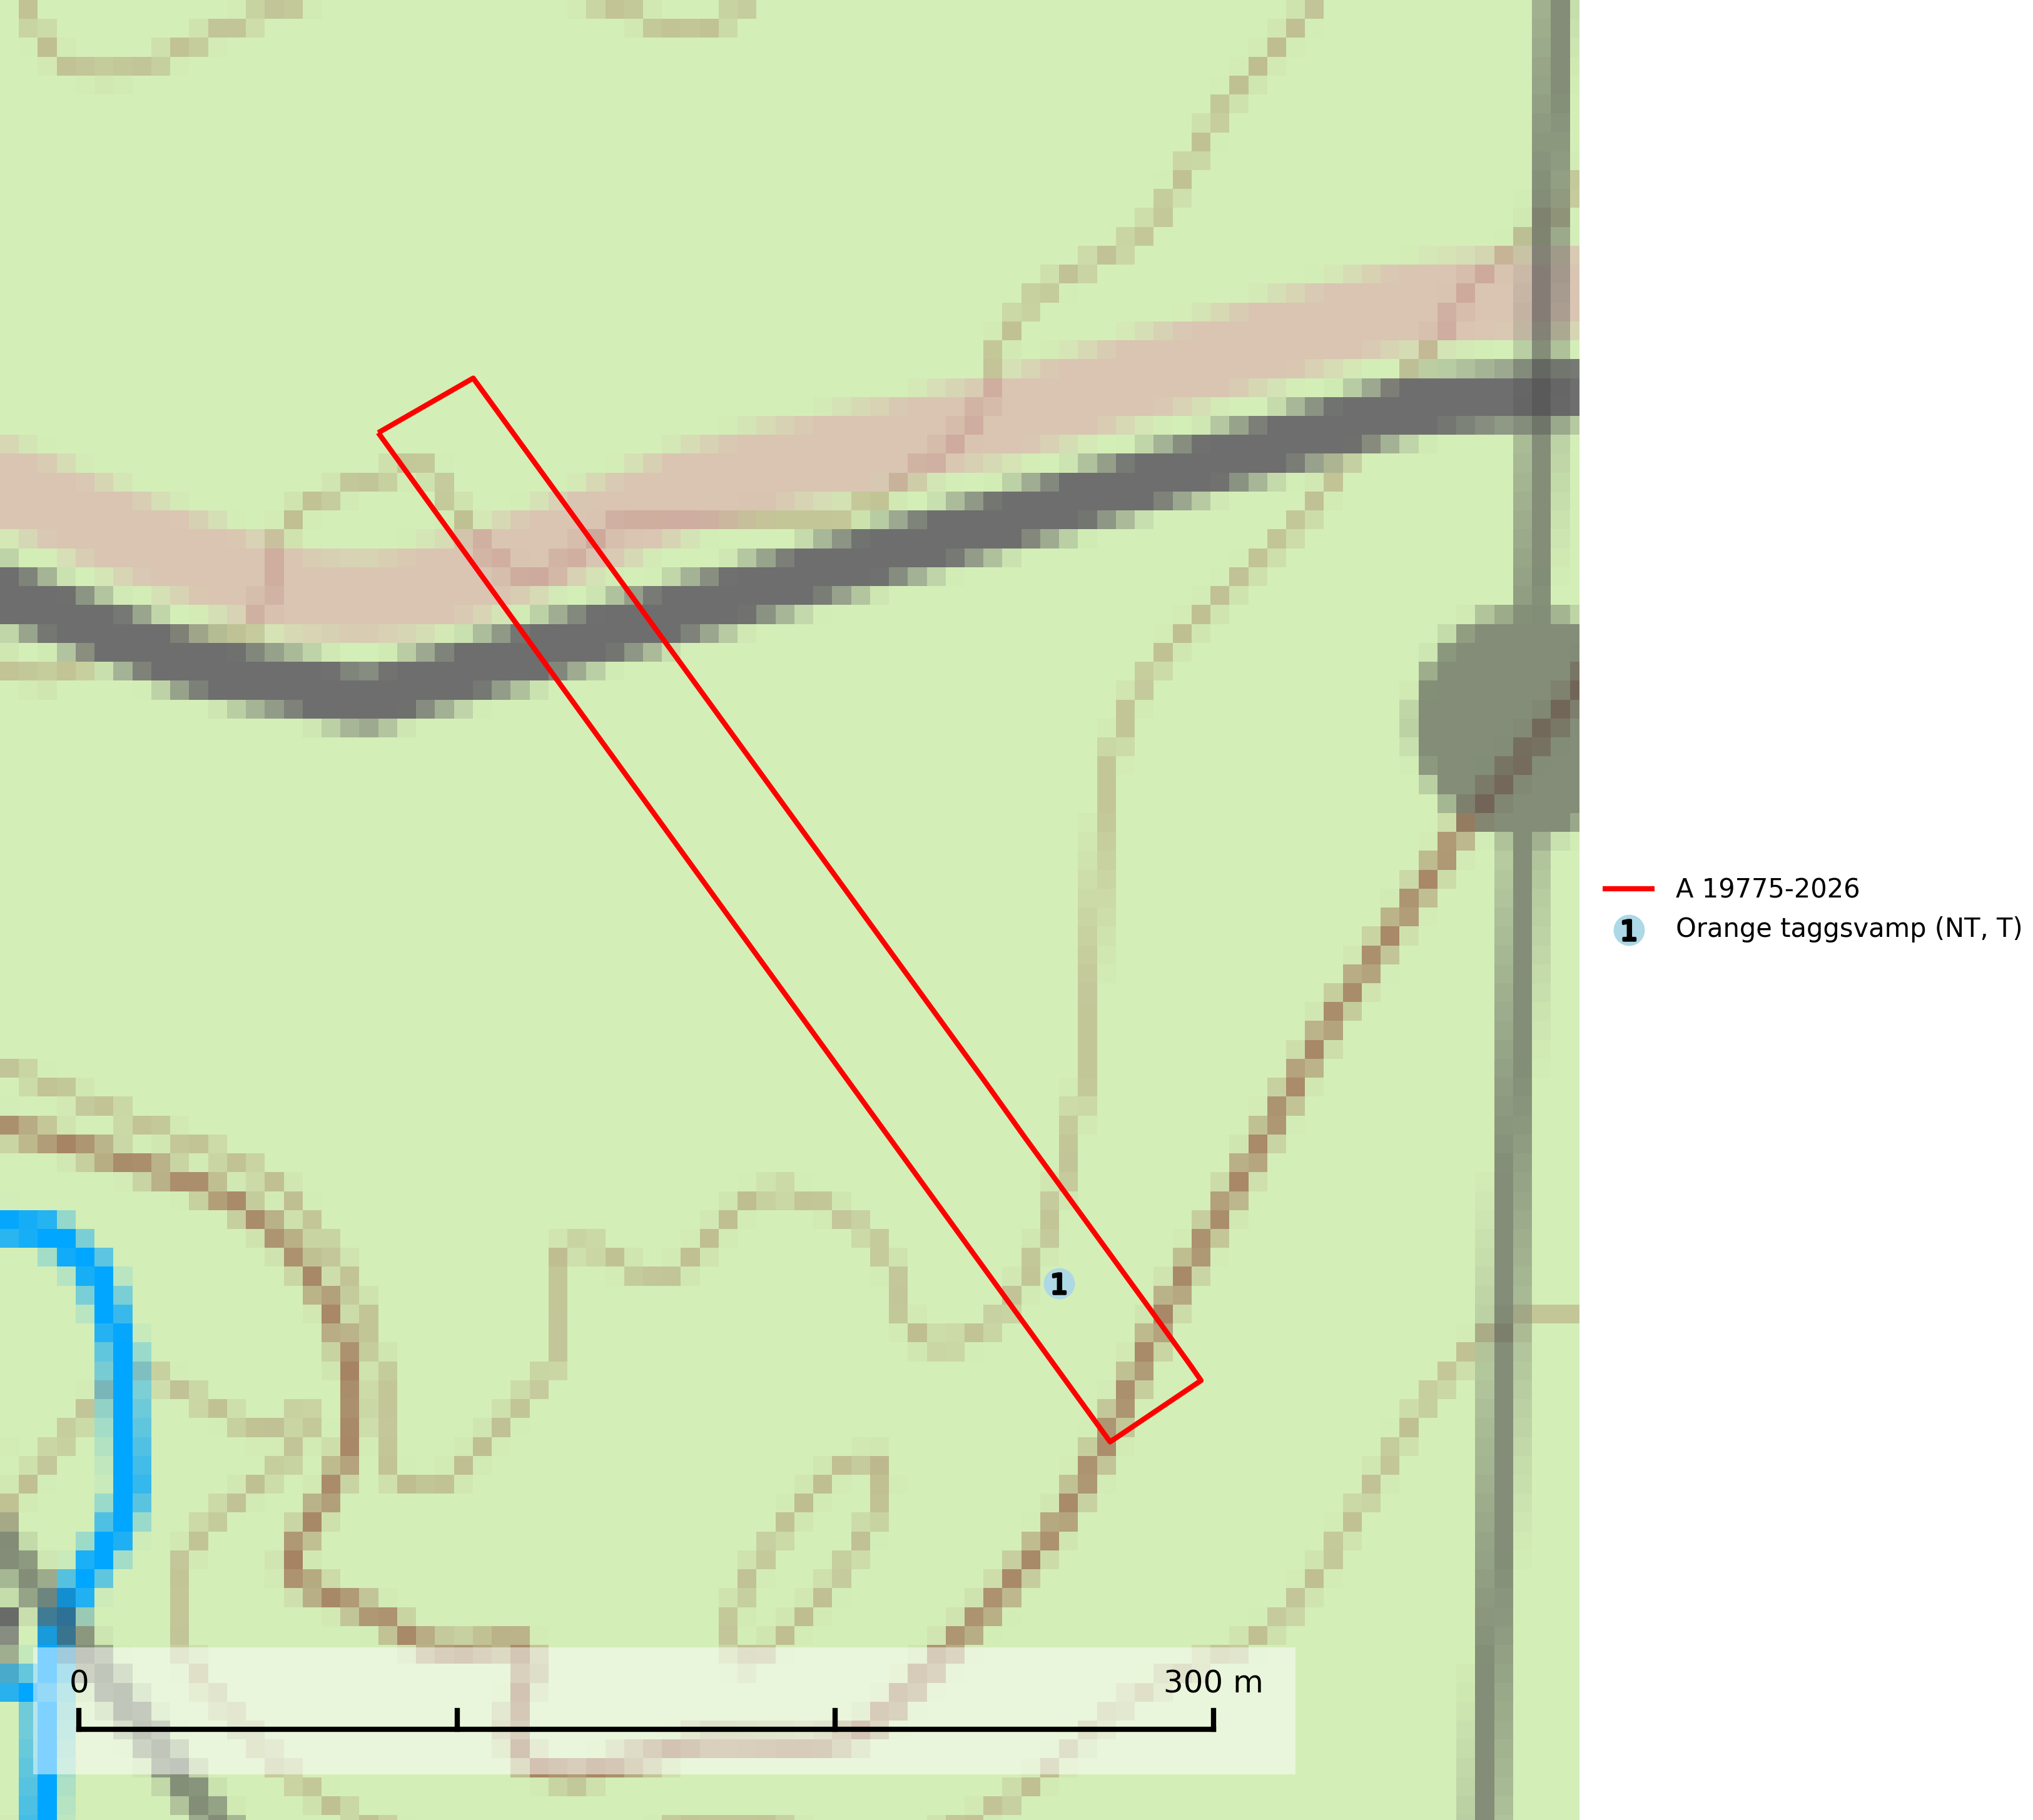 A 19775-2026
1 Orange taggsvamp (NT, T)
1
0 300 m